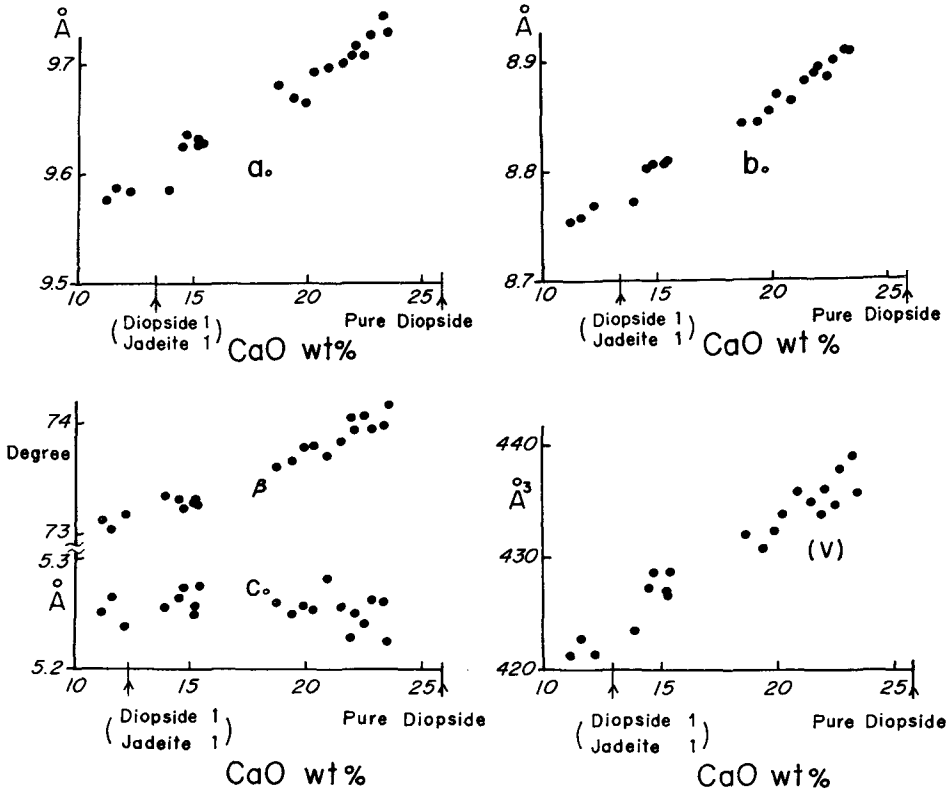 Å
9.7
9.6
9.5
a₀
10 15 20 25
( Diopside 1
Jadeite 1 )
Pure Diopside
CaO wt%
Å
8.9
8.8
8.7
b₀
10 15 20 25
( Diopside 1
Jadeite 1 )
Pure Diopside
CaO wt%
74
Degree
73
β
5.3
Å
5.2
C₀
10 15 20 25
( Diopside 1
Jadeite 1 )
Pure Diopside
CaO wt%
440
Å³
430
420
(V)
10 15 20 25
( Diopside 1
Jadeite 1 )
Pure Diopside
CaO wt%